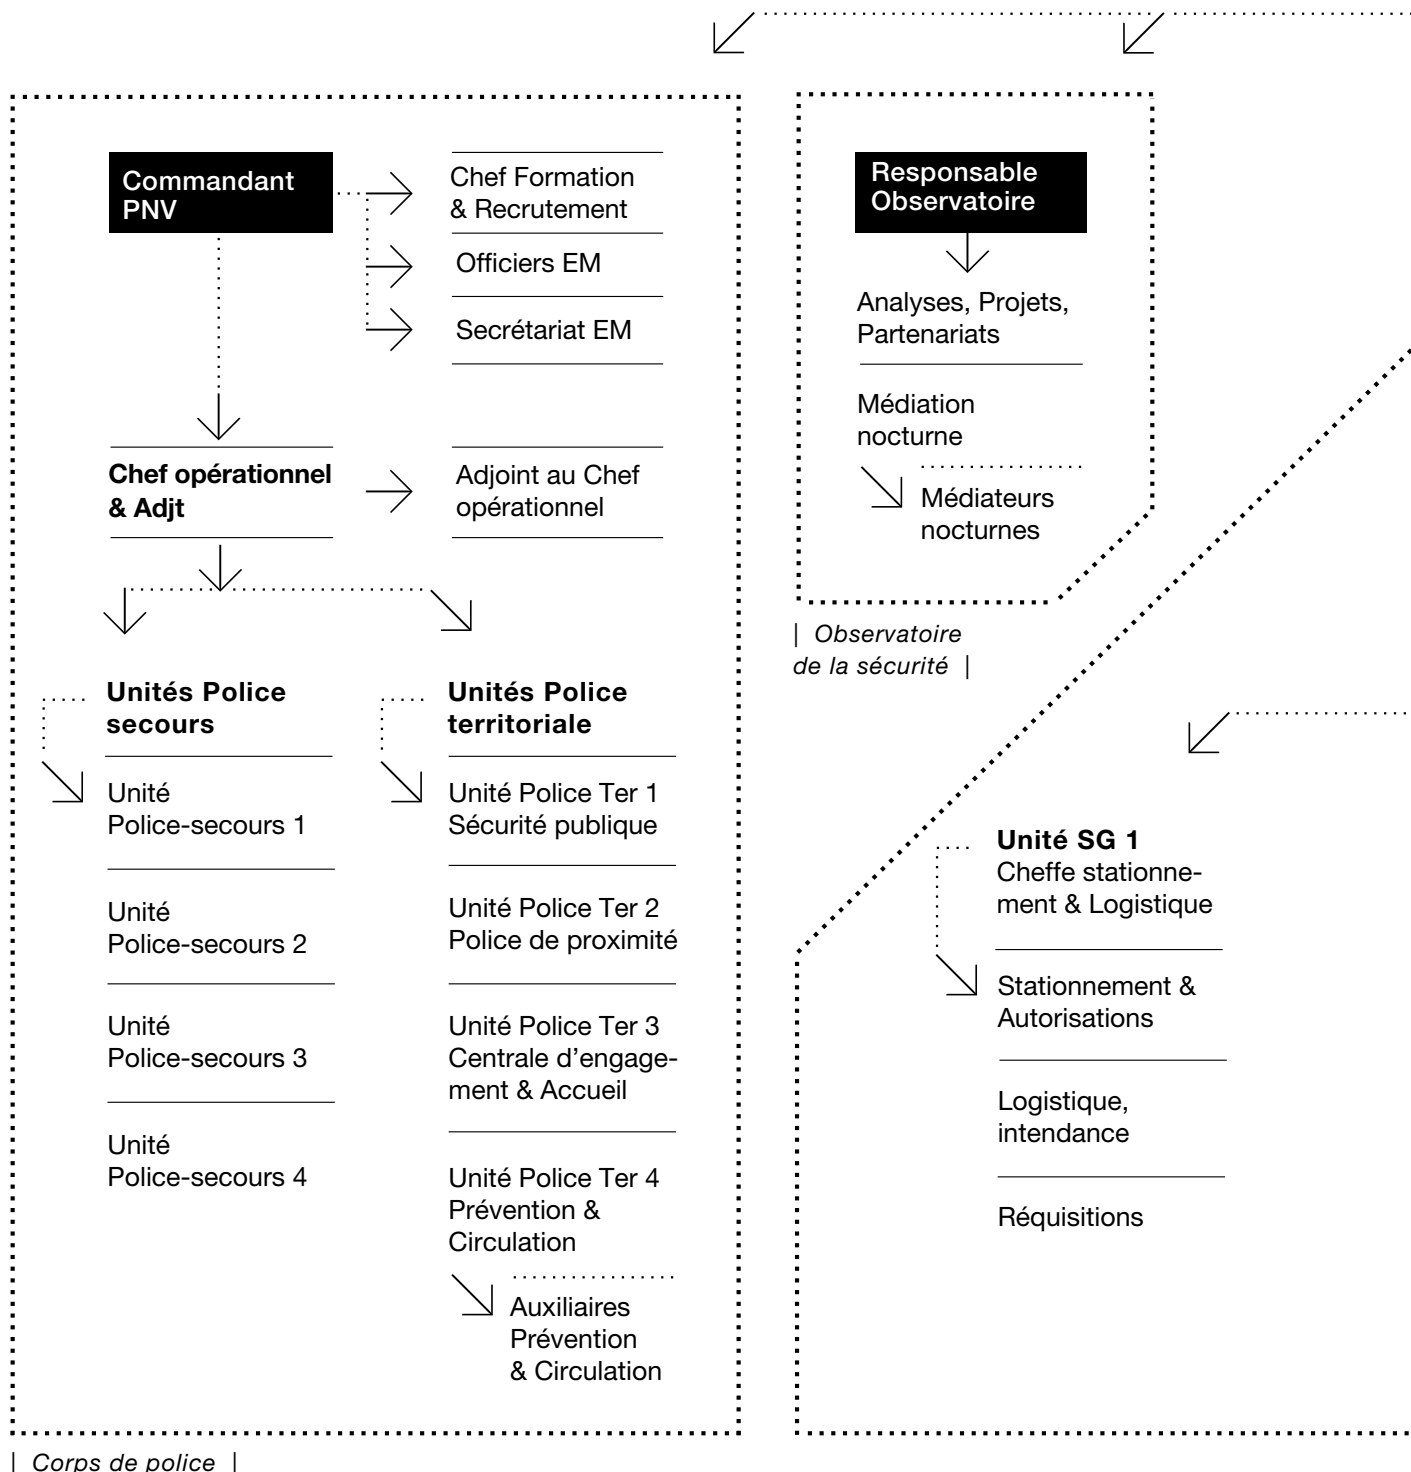 Commandant
PNV
Chef Formation
& Recrutement
Officiers EM
Secrétariat EM
Chef opérationnel
& Adjt
Adjoint au Chef
opérationnel
Unités Police
secours
Unité
Police-secours 1
Unité
Police-secours 2
Unité
Police-secours 3
Unité
Police-secours 4
Unités Police
territoriale
Unité Police Ter 1
Sécurité publique
Unité Police Ter 2
Police de proximité
Unité Police Ter 3
Centrale d’engage-
ment & Accueil
Unité Police Ter 4
Prévention &
Circulation
Auxiliaires
Prévention
& Circulation
| Corps de police |
Responsable
Observatoire
Analyses, Projets,
Partenariats
Médiation
nocturne
Médiateurs
nocturnes
| Observatoire
de la sécurité |
Unité SG 1
Cheffe stationne-
ment & Logistique
Stationnement &
Autorisations
Logistique,
intendance
Réquisitions